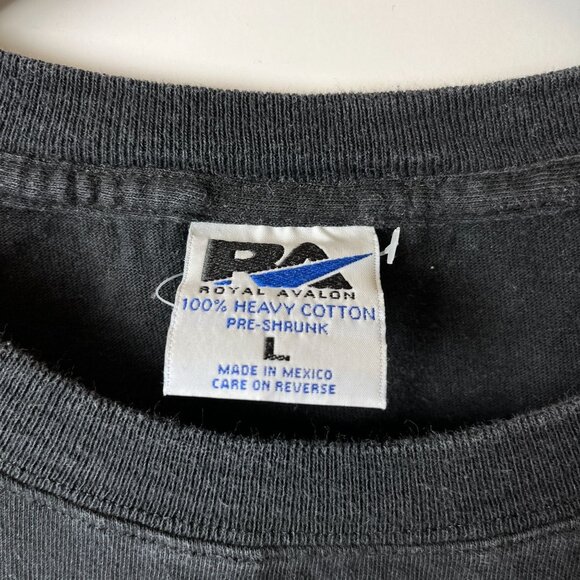 RA
ROYAL AVALON
100% HEAVY COTTON
PRE-SHRUNK
L
MADE IN MEXICO
CARE ON REVERSE